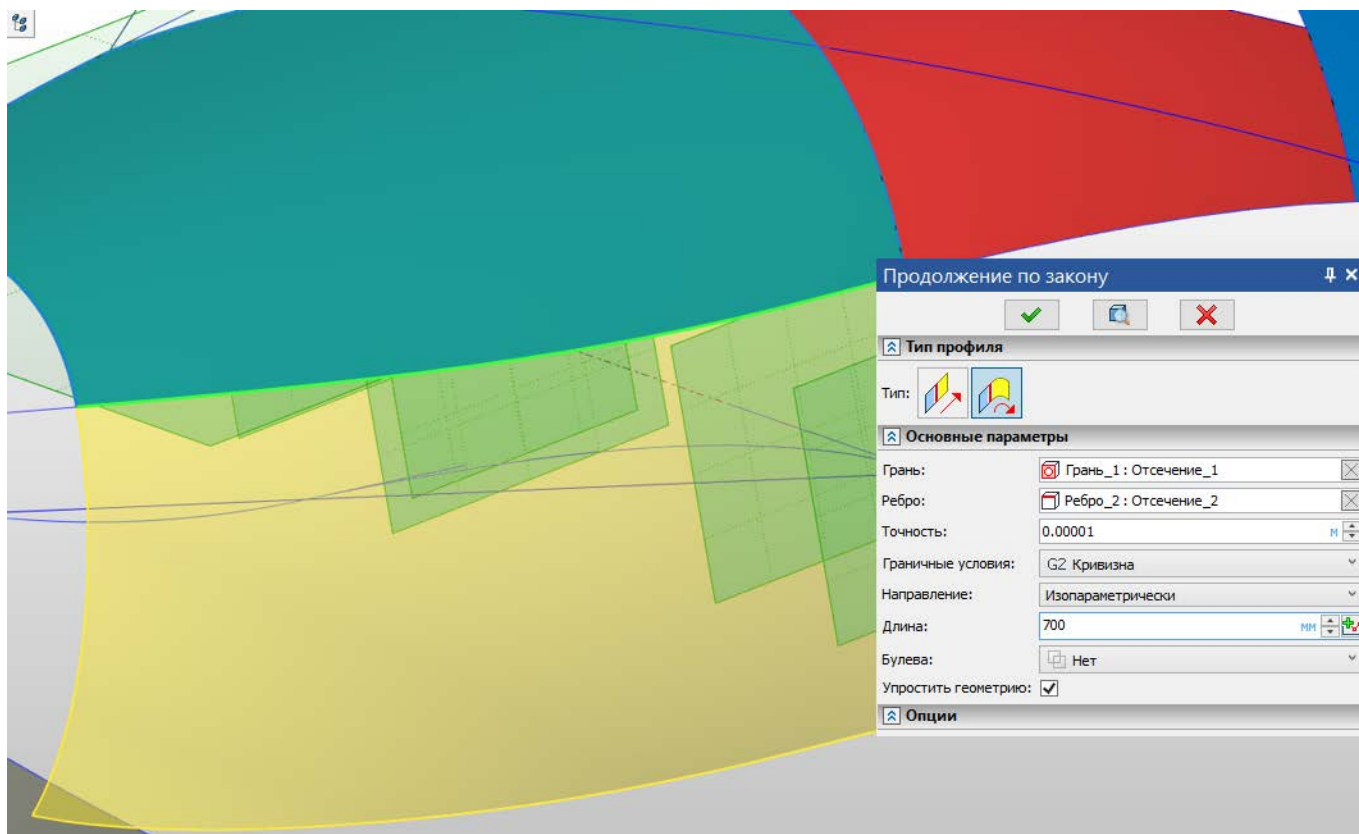 Продолжение по закону
Тип профиля
Тип:
Основные параметры
Грань: Грань_1 : Отсечение_1
Ребро: Ребро_2 : Отсечение_2
Точность: 0.00001 м
Граничные условия: G2 Кривизна
Направление: Изопараметрически
Длина: 700 мм
Булева: Нет
Упростить геометрию:
Опции